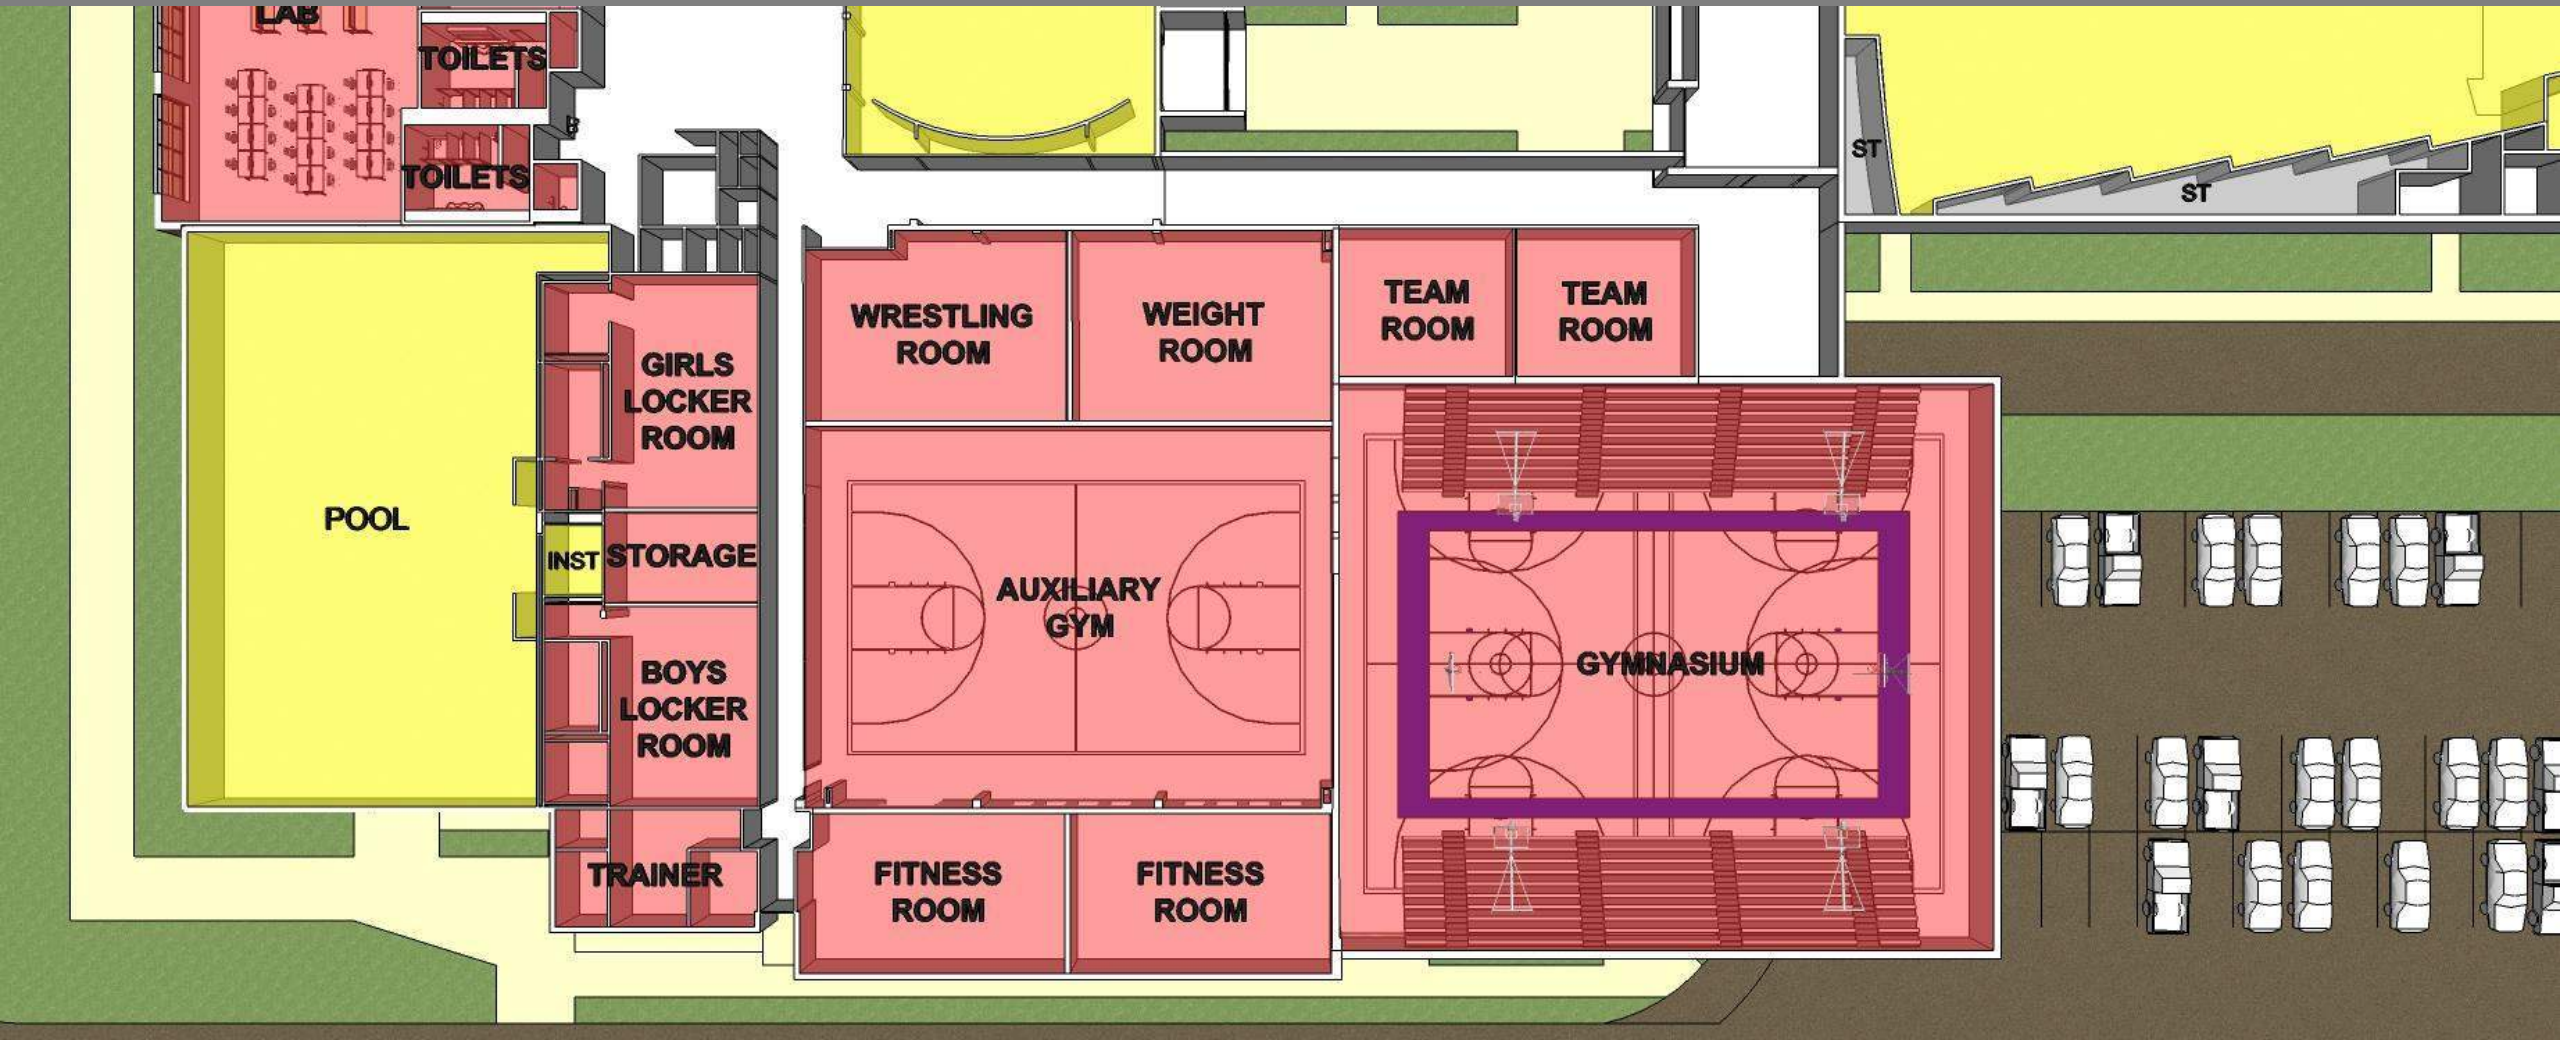 LAB
TOILETS
TOILETS
ST
ST
WRESTLING
ROOM
WEIGHT
ROOM
TEAM
ROOM
TEAM
ROOM
GIRLS
LOCKER
ROOM
POOL
INST
STORAGE
AUXILIARY
GYM
GYMNASIUM
BOYS
LOCKER
ROOM
TRAINER
FITNESS
ROOM
FITNESS
ROOM